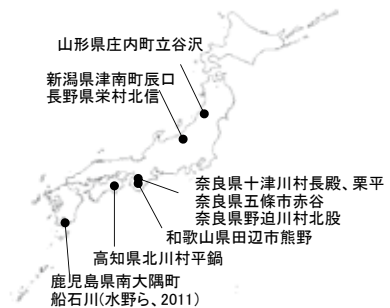 山形県庄内町立谷沢
新潟県津南町辰口
長野県栄村北信
奈良県十津川村長殿、栗平
奈良県五條市赤谷
奈良県野迫川村北股
和歌山県田辺市熊野
高知県北川村平鍋
鹿児島県南大隅町
船石川(水野ら、2011)